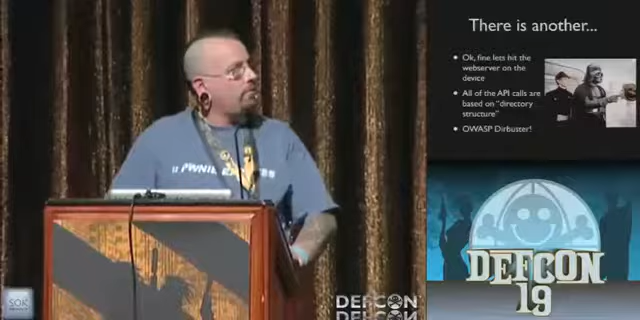 There is another...
Ok, fine lets hit the
webserver on the
device
All of the API calls are
based on "directory
structure"
OWASP Dirbuster!
DEFCON
19
DEFCON
SOK